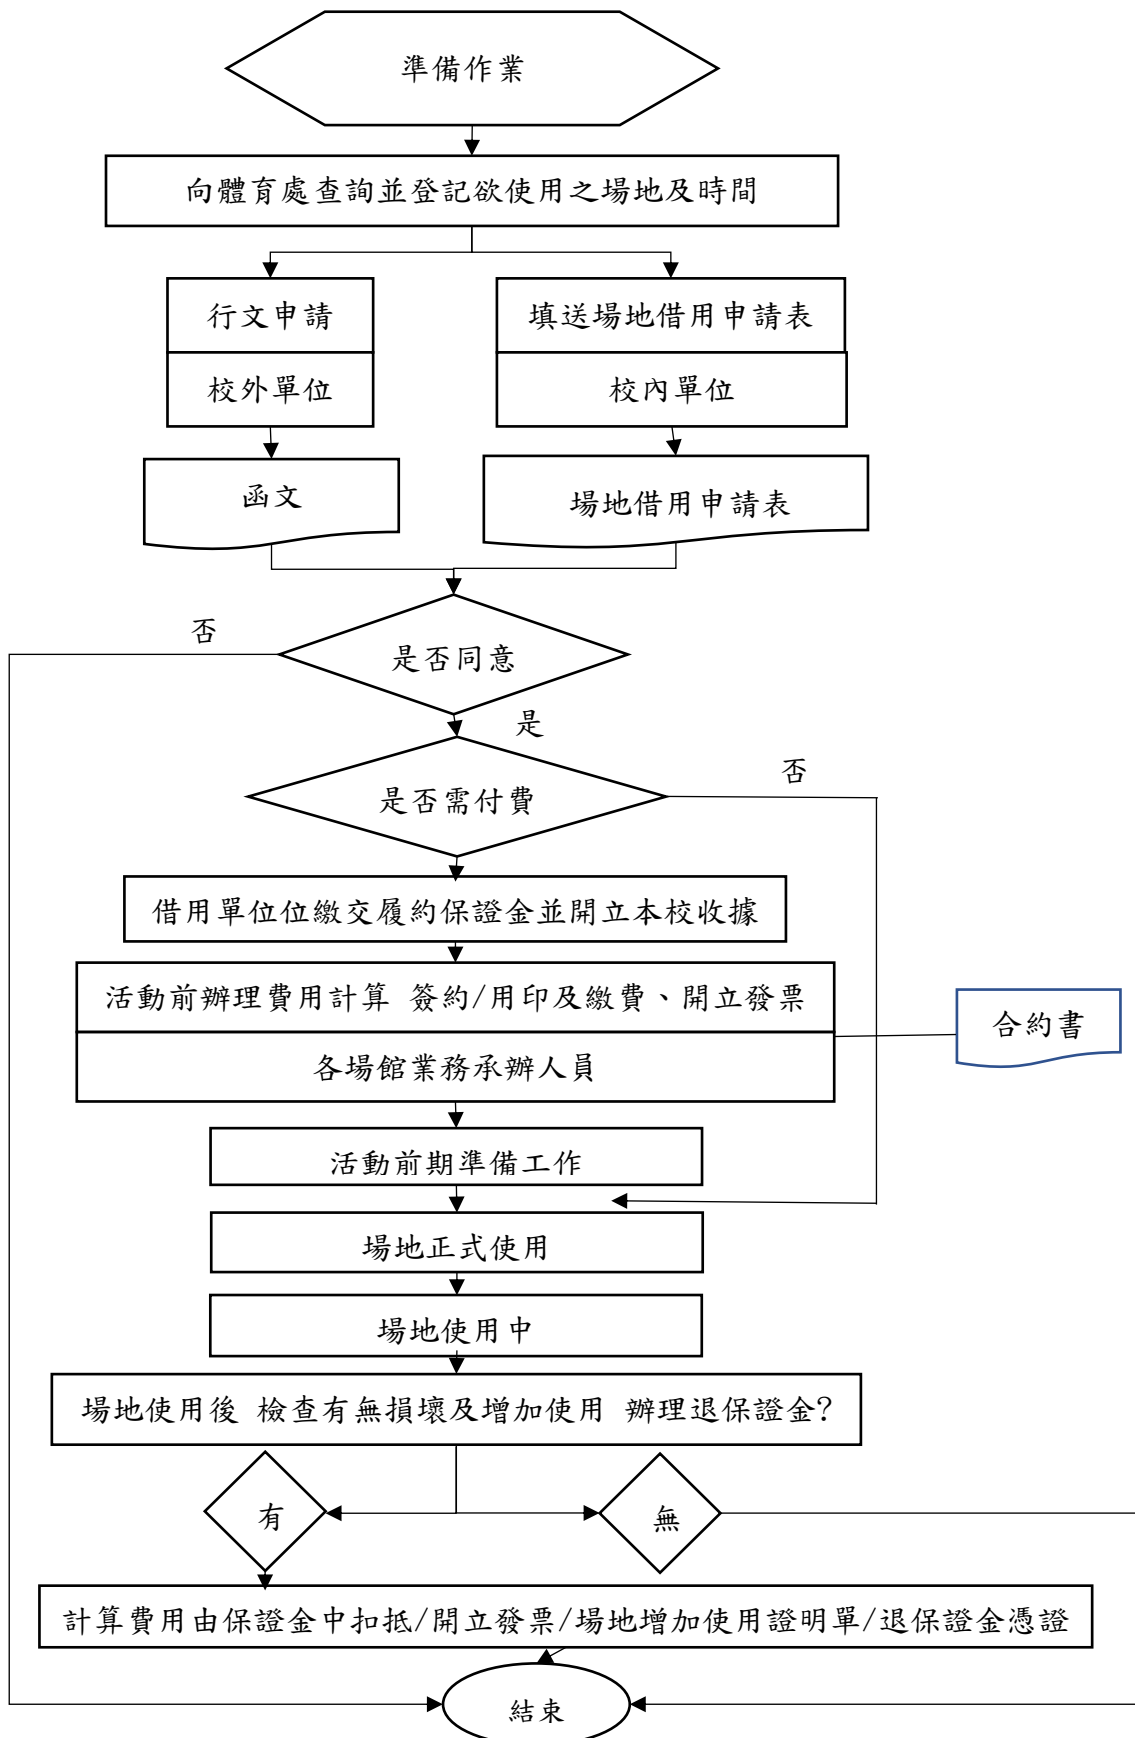 準備作業
向體育處查詢並登記欲使用之場地及時間
行文申請
填送場地借用申請表
校外單位
校內單位
函文
場地借用申請表
否
是否同意
是
否
是否需付費
借用單位位繳交履約保證金並開立本校收據
活動前辦理費用計算 簽約/用印及繳費、開立發票
合約書
各場館業務承辦人員
活動前期準備工作
場地正式使用
場地使用中
場地使用後 檢查有無損壞及增加使用 辦理退保證金?
有
無
計算費用由保證金中扣抵/開立發票/場地增加使用證明單/退保證金憑證
結束